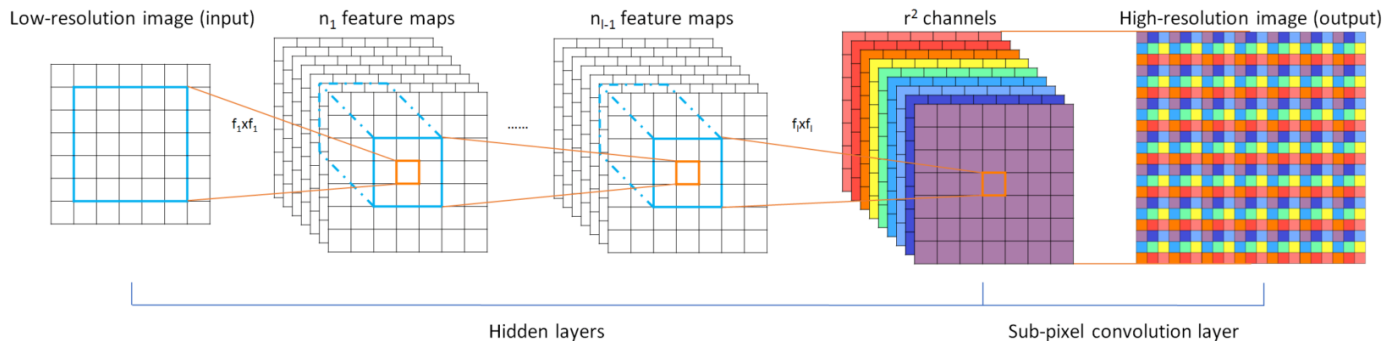 Low-resolution image (input)
n₁ feature maps
nₗ₋₁ feature maps
r² channels
High-resolution image (output)
f₁xf₁
......
fₗxfₗ
Hidden layers
Sub-pixel convolution layer